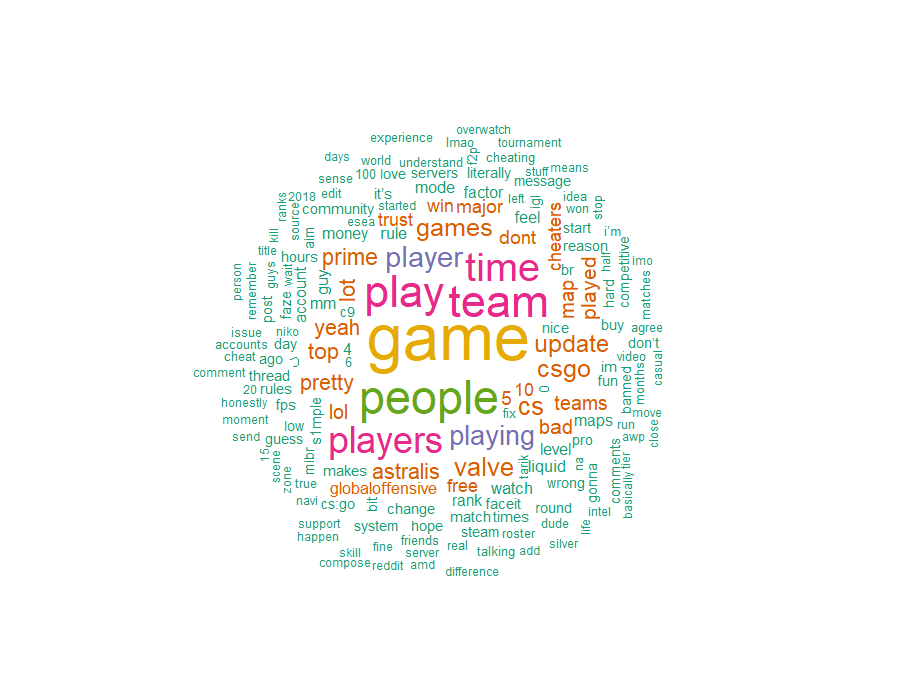 overwatch
experience
lmao
tournament
f2p
cheating
days
world
understand
stuff
means
sense
100
love
servers
literally
message
2018
edit
it's
mode
factor
left
igl
idea
ranks
source
community
started
win
major
feel
won
stop
esea
trust
games
cheaters
start
i'm
kill
aim
money
rule
dont
reason
half
competitive
title
hours
prime
player
time
br
imo
person
remember
post
guys
wait
faze
account
guy
lot
play
team
map
played
hard
matches
mm
c9
issue
niko
yeah
game
nice
buy
agree
accounts
day
update
don't
cheat
ago
top
4
6
csgo
im
video
casual
comment
thread
pretty
people
fun
banned
months
20
rules
5
10
0
honestly
fps
lol
fix
cs
teams
move
moment
low
s1mple
players
playing
bad
maps
run
awp
close
send
guess
level
pro
15
scene
zone
mibr
makes
astralis
valve
tarik
liquid
na
gonna
comments
basically
tier
true
globaloffensive
free
watch
wrong
navi
cs:go
bit
change
rank
faceit
round
intel
life
support
system
hope
match
times
dude
happen
friends
steam
roster
skill
fine
server
real
talking
add
silver
compose
reddit
amd
difference